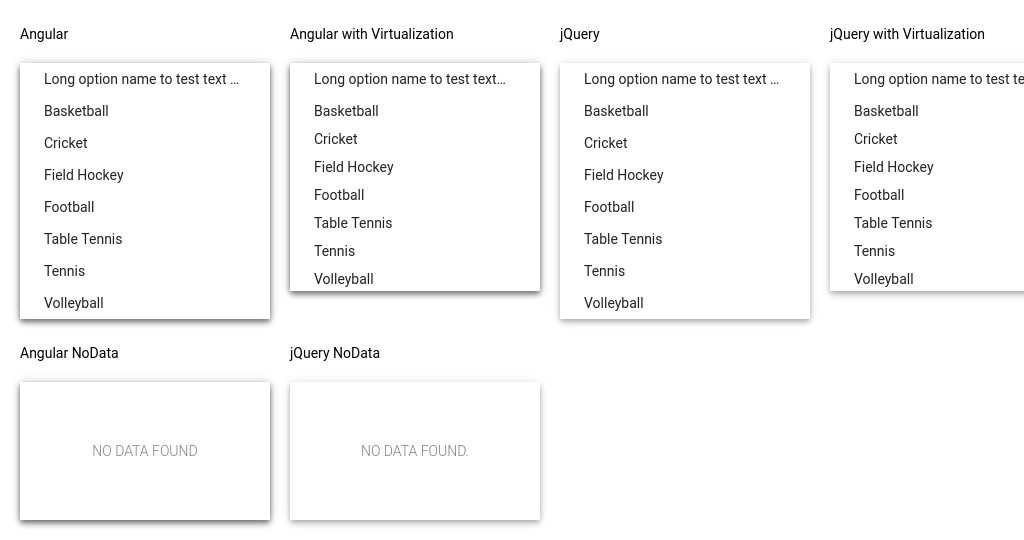 Angular
Long option name to test text …
Basketball
Cricket
Field Hockey
Football
Table Tennis
Tennis
Volleyball
Angular with Virtualization
Long option name to test text…
Basketball
Cricket
Field Hockey
Football
Table Tennis
Tennis
Volleyball
jQuery
Long option name to test text …
Basketball
Cricket
Field Hockey
Football
Table Tennis
Tennis
Volleyball
jQuery with Virtualization
Long option name to test te
Basketball
Cricket
Field Hockey
Football
Table Tennis
Tennis
Volleyball
Angular NoData
NO DATA FOUND
jQuery NoData
NO DATA FOUND.